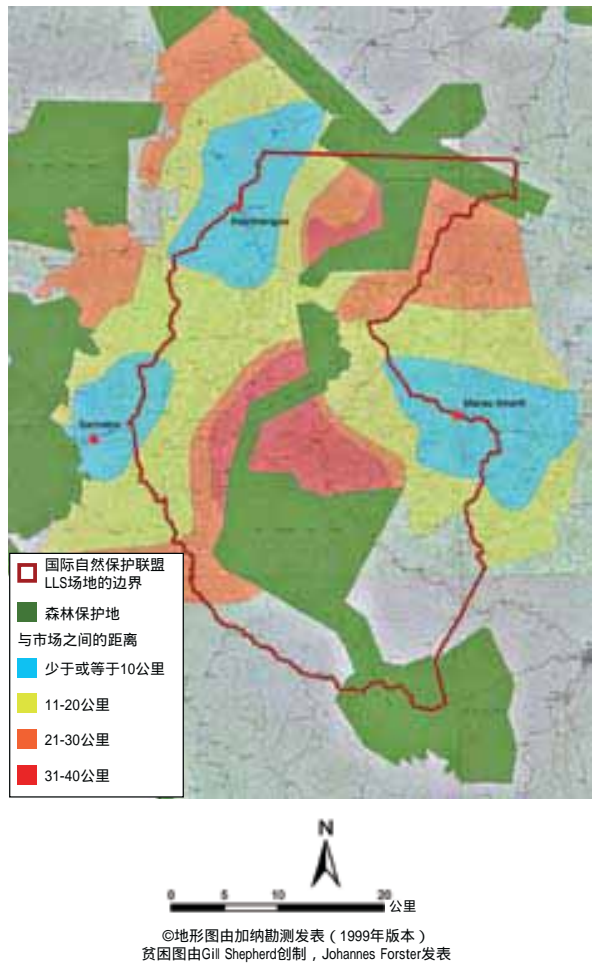 Samreboi
国际自然保护联盟
LLS场地的边界
森林保护地
与市场之间的距离
少于或等于10公里
11-20公里
21-30公里
31-40公里
N
0 5 10 20 公里
©地形图由加纳勘测发表（1999年版本）
贫困图由Gill Shepherd创制，Johannes Forster发表